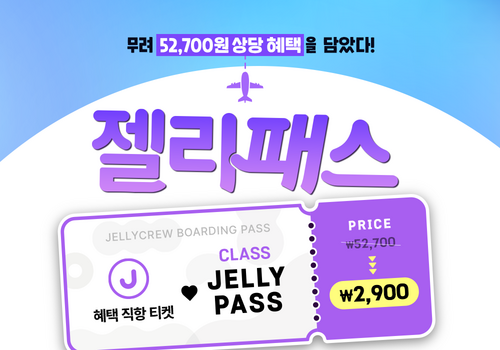 무려 52,700원 상당 혜택을 담았다!
젤리패스
JELLYCREW BOARDING PASS
J
혜택 직항 티켓
CLASS
JELLY
PASS
PRICE
₩52,700
₩2,900